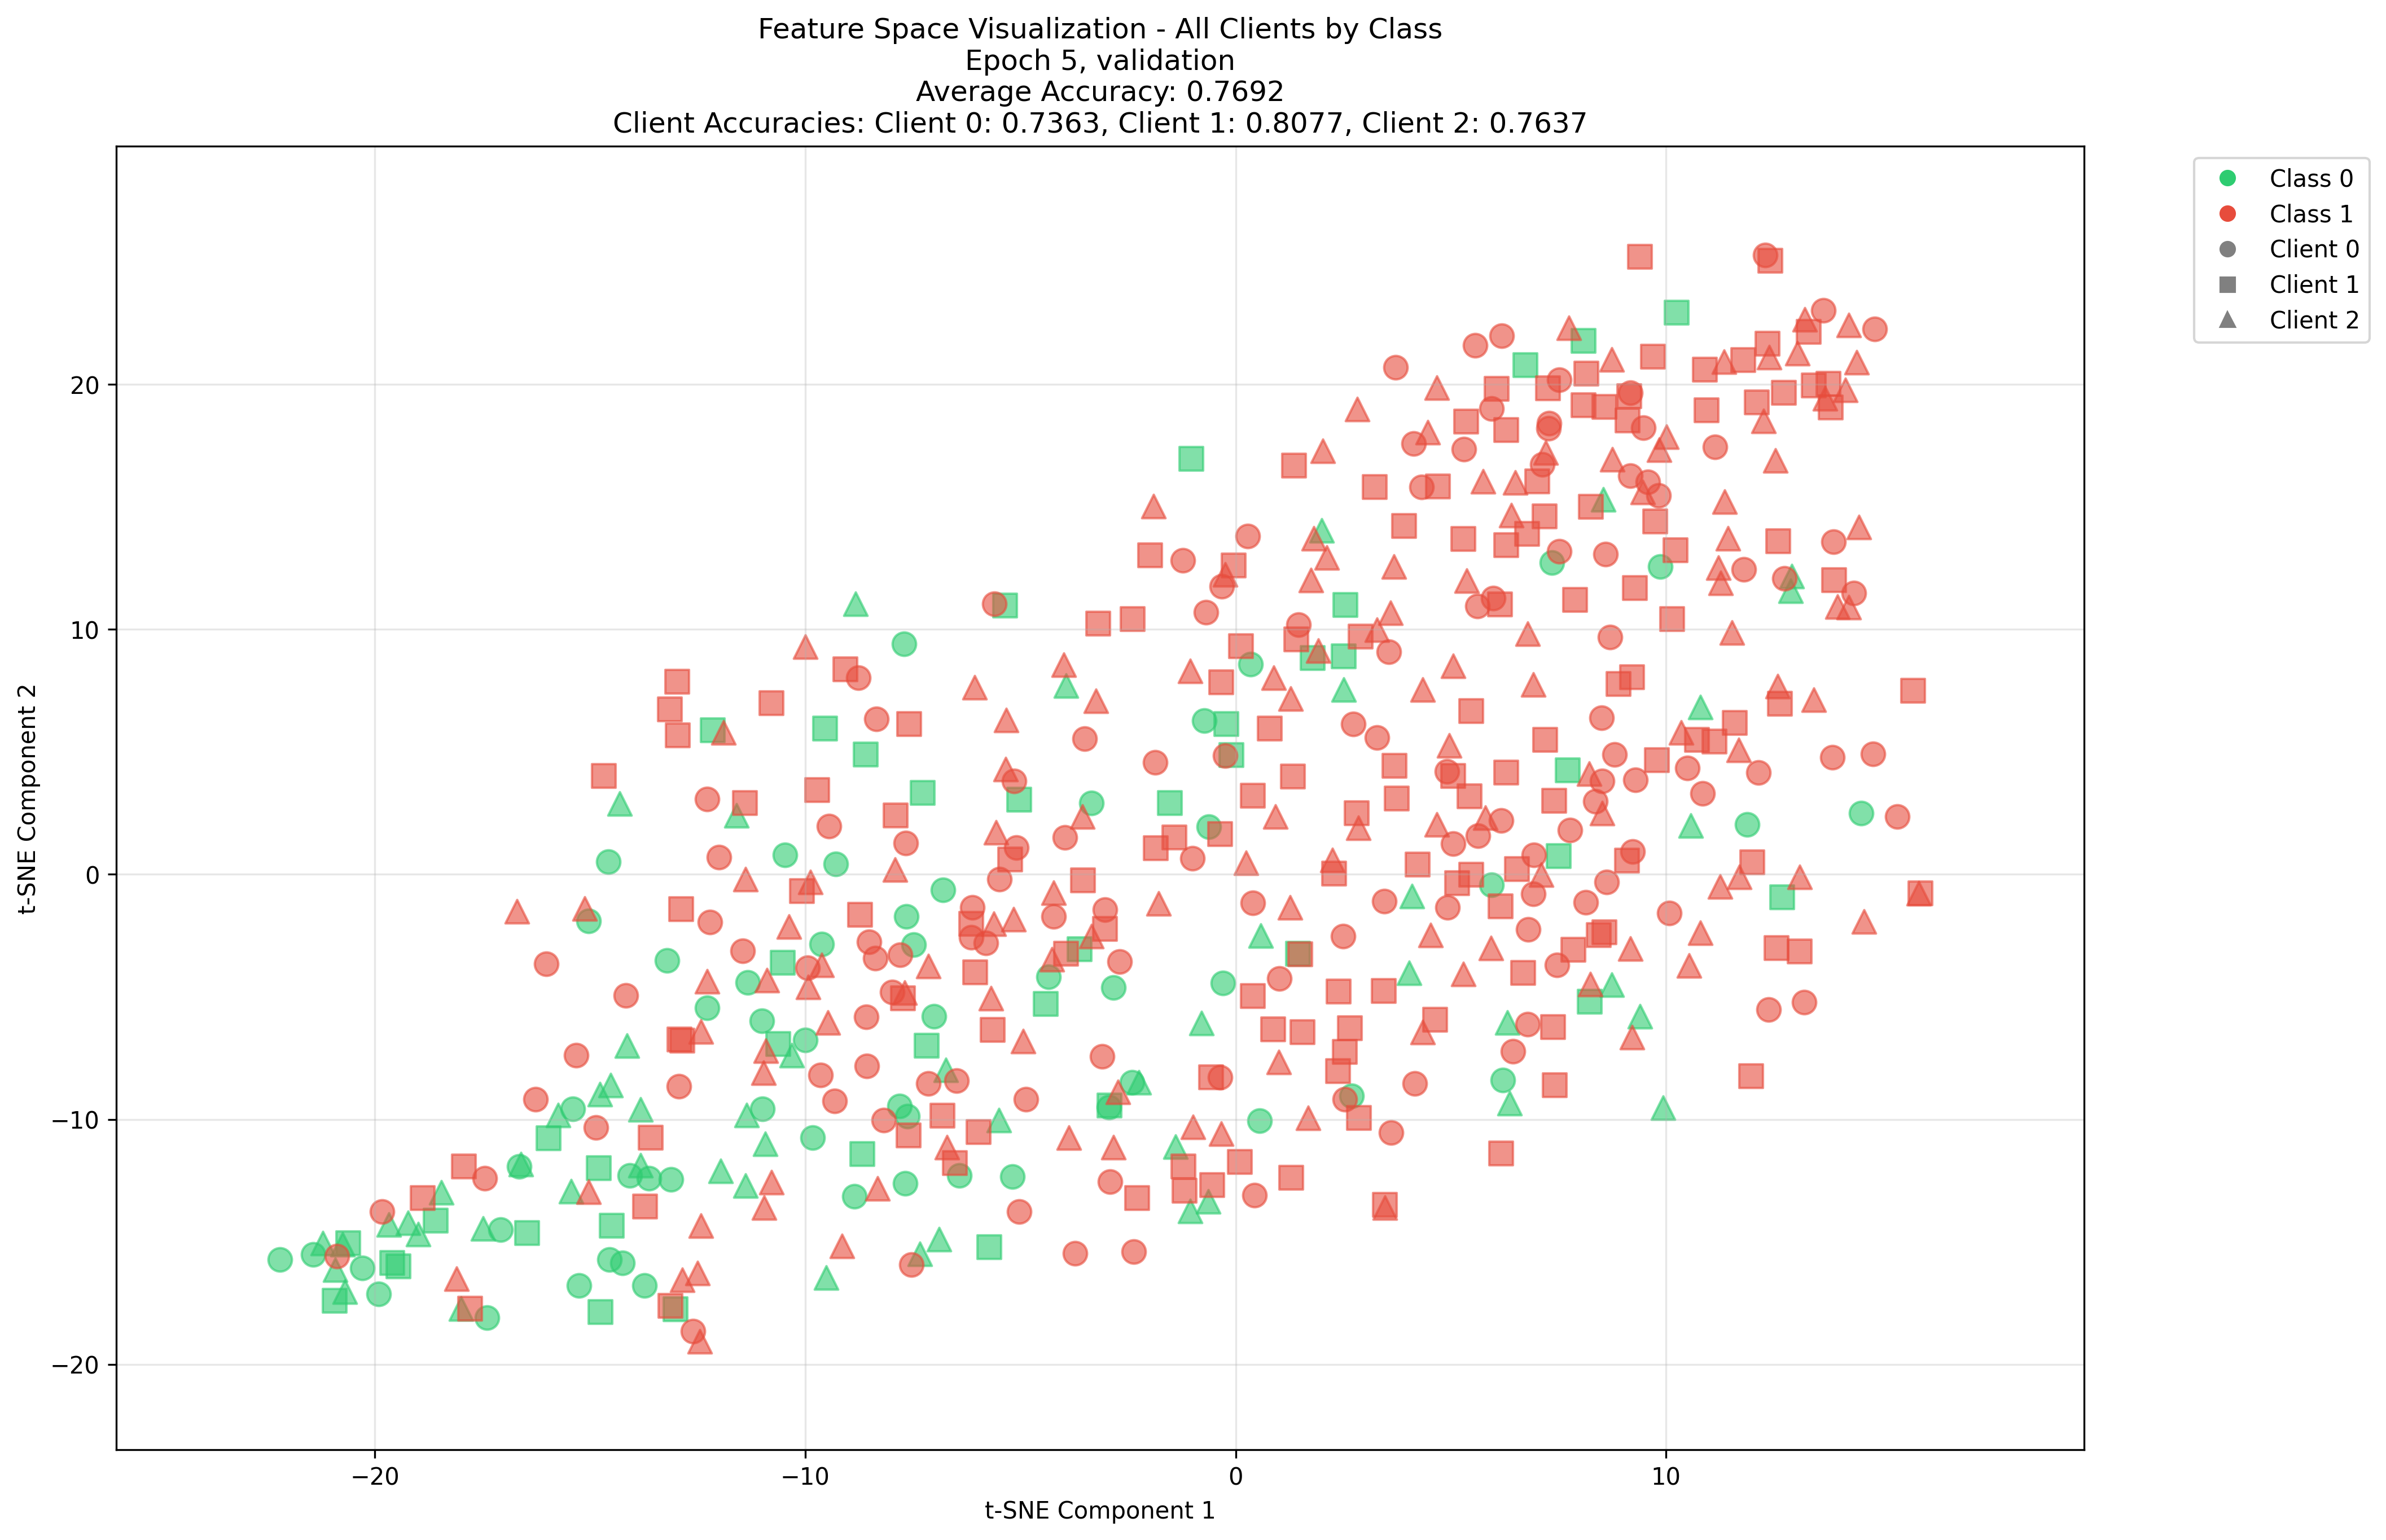 Feature Space Visualization - All Clients by Class
Epoch 5, validation
Average Accuracy: 0.7692
Client Accuracies: Client 0: 0.7363, Client 1: 0.8077, Client 2: 0.7637
Class 0
Class 1
Client 0
Client 1
Client 2
t-SNE Component 2
20
10
0
−10
−20
−20
−10
0
10
t-SNE Component 1